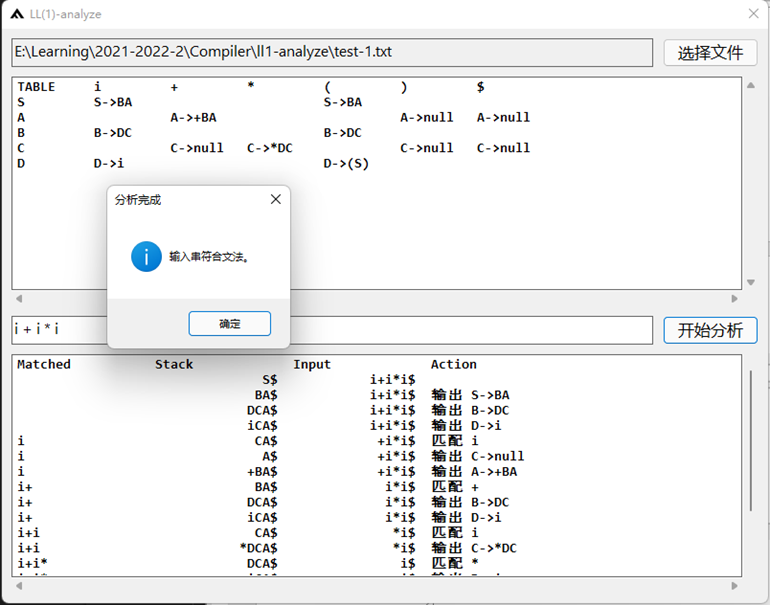 LL(1)-analyze
E:\Learning\2021-2022-2\Compiler\ll1-analyze\test-1.txt
选择文件
TABLE i + * ( ) $
S S->BA S->BA
A A->+BA A->null A->null
B B->DC B->DC
C C->null C->*DC C->null C->null
D D->i D->(S)
分析完成
输入串符合文法。
确定
i + i * i
开始分析
Matched Stack Input Action
S$ i+i*i$
BA$ i+i*i$ 输出 S->BA
DCA$ i+i*i$ 输出 B->DC
iCA$ i+i*i$ 输出 D->i
i CA$ +i*i$ 匹配 i
i A$ +i*i$ 输出 C->null
i +BA$ +i*i$ 输出 A->+BA
i+ BA$ i*i$ 匹配 +
i+ DCA$ i*i$ 输出 B->DC
i+ iCA$ i*i$ 输出 D->i
i+i CA$ *i$ 匹配 i
i+i *DCA$ *i$ 输出 C->*DC
i+i* DCA$ i$ 匹配 *